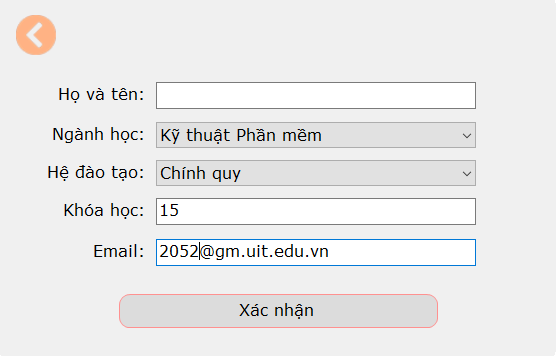 Họ và tên:
Ngành học: Kỹ thuật Phần mềm
Hệ đào tạo: Chính quy
Khóa học: 15
Email: 2052@gm.uit.edu.vn
Xác nhận